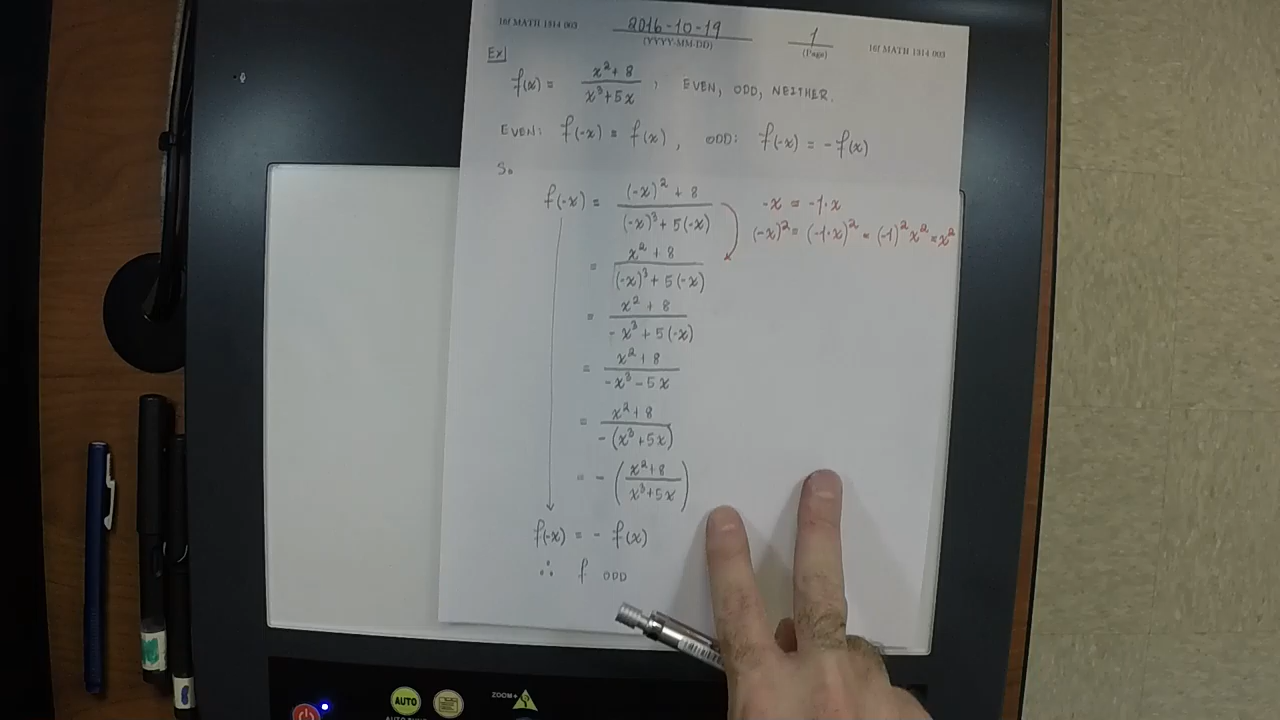 16f MATH 1314 003 2016-10-19 1 16f MATH 1314 003
(YYYY-MM-DD) (Page)
Ex
f(x) = (x²+8)/(x³+5x), EVEN, ODD, NEITHER.
EVEN: f(-x) = f(x), ODD: f(-x) = -f(x)
So
f(-x) = ((-x)²+8)/((-x)³+5(-x))
-x = -1·x
(-x)² = (-1·x)² = (-1)²x² = x²
= (x²+8)/((-x)³+5(-x))
= (x²+8)/(-x³+5(-x))
= (x²+8)/(-x³-5x)
= (x²+8)/(-(x³+5x))
= -((x²+8)/(x³+5x))
f(-x) = - f(x)
∴ f ODD
ZOOM+
AUTO